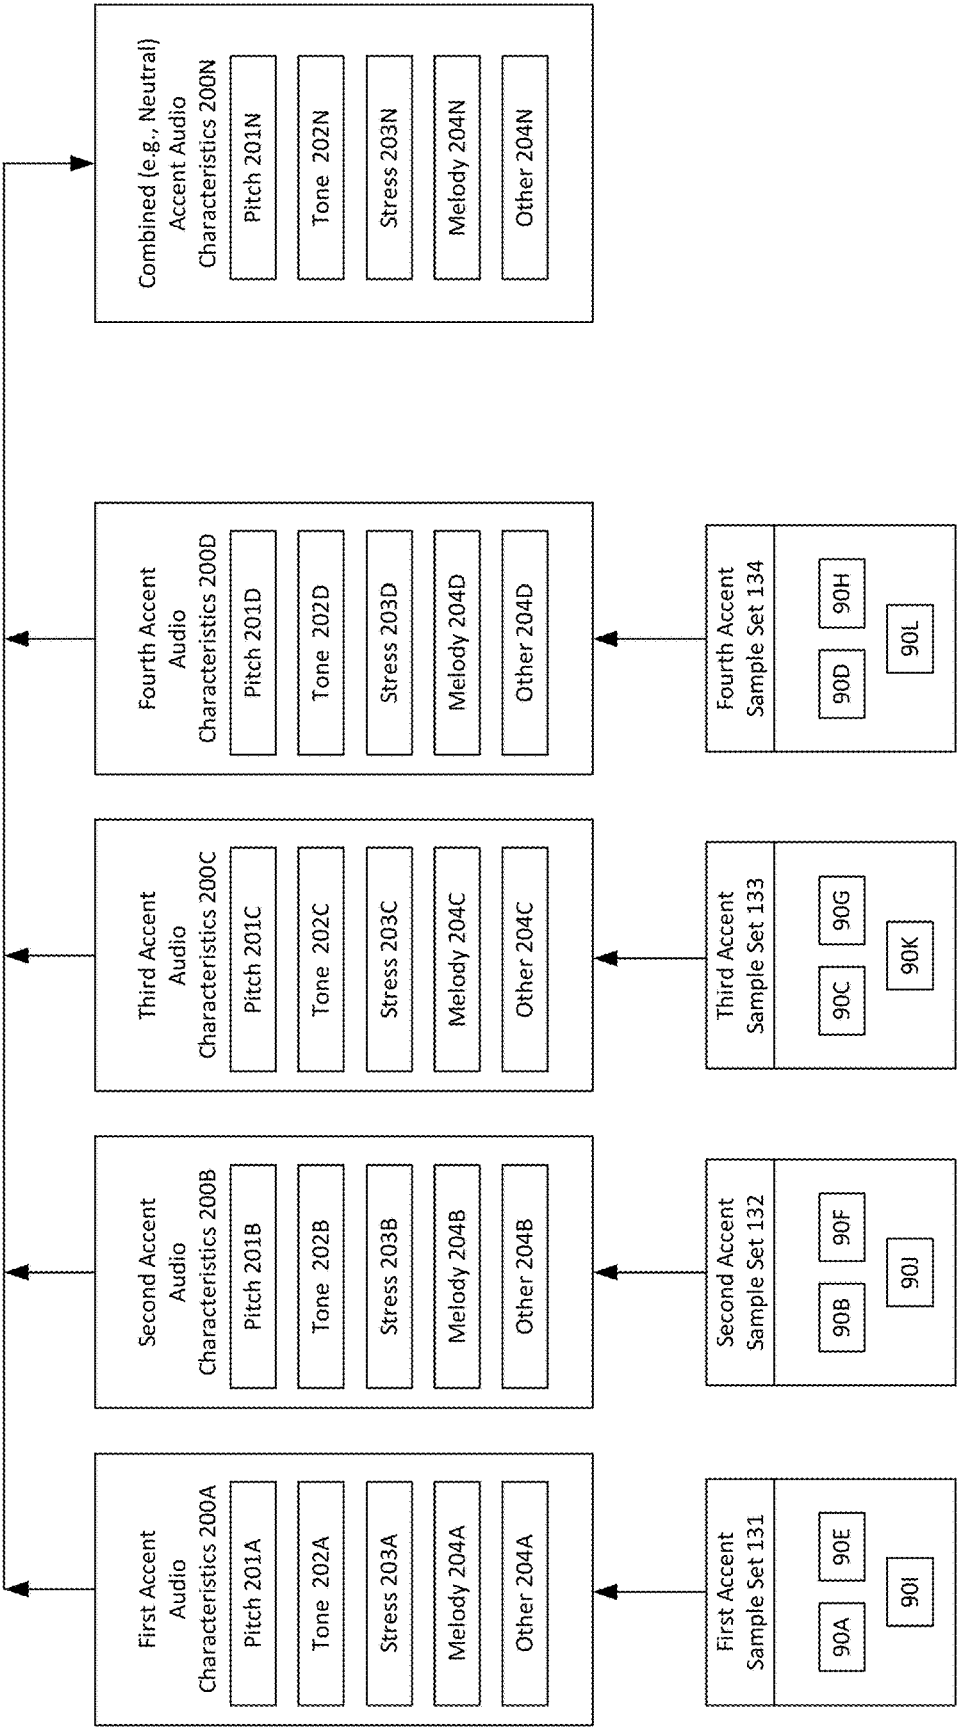 First Accent
Audio
Characteristics 200A
Pitch 201A
Tone 202A
Stress 203A
Melody 204A
Other 204A
Second Accent
Audio
Characteristics 200B
Pitch 201B
Tone 202B
Stress 203B
Melody 204B
Other 204B
Third Accent
Audio
Characteristics 200C
Pitch 201C
Tone 202C
Stress 203C
Melody 204C
Other 204C
Fourth Accent
Audio
Characteristics 200D
Pitch 201D
Tone 202D
Stress 203D
Melody 204D
Other 204D
Combined (e.g., Neutral)
Accent Audio
Characteristics 200N
Pitch 201N
Tone 202N
Stress 203N
Melody 204N
Other 204N
First Accent
Sample Set 131
90A
90E
90I
Second Accent
Sample Set 132
90B
90F
90J
Third Accent
Sample Set 133
90C
90G
90K
Fourth Accent
Sample Set 134
90D
90H
90L